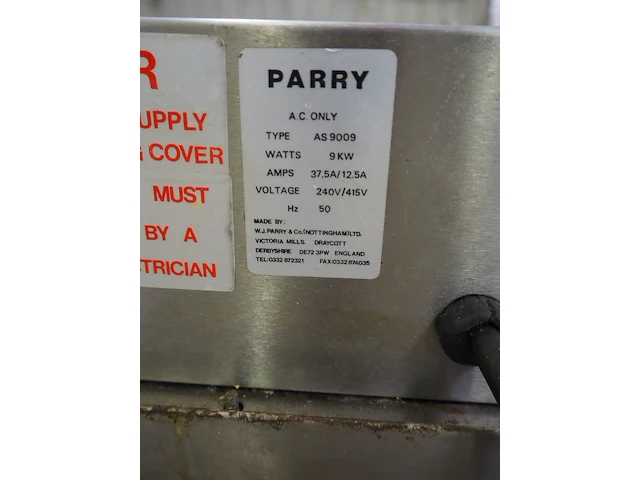 R
UPPLY
G COVER
MUST
BY A
TRICIAN
PARRY
A.C. ONLY
TYPE AS 9009
WATTS 9 KW
AMPS 37.5A/12.5A
VOLTAGE 240V/415V
Hz 50
MADE BY:
W.J. PARRY & Co.(NOTTINGHAM)LTD.
VICTORIA MILLS. DRAYCOTT
DERBYSHIRE DE72 3PW ENGLAND
TEL:0332 872321 FAX:0332 874035